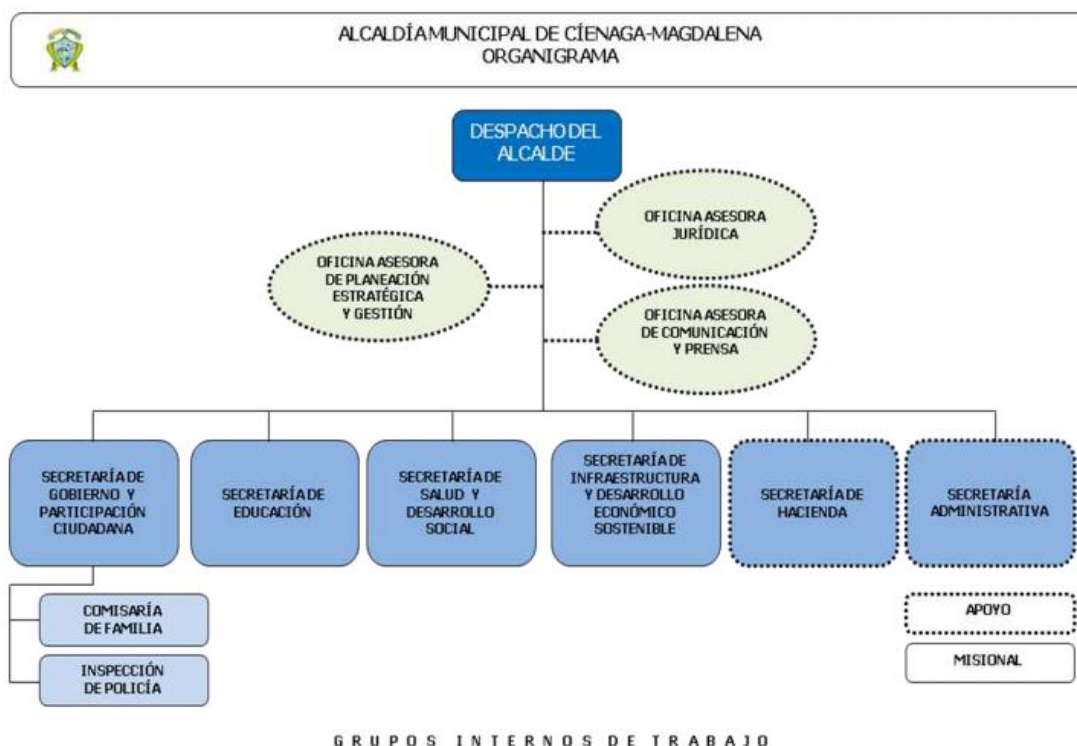 ALCALDÍA MUNICIPAL DE CÍENAGA-MAGDALENA
ORGANIGRAMA
DESPACHO DEL
ALCALDE
OFICINA ASESORA
JURÍDICA
OFICINA ASESORA
DE PLANEACIÓN
ESTRATÉGICA
Y GESTIÓN
OFICINA ASESORA
DE COMUNICACIÓN
Y PRENSA
SECRETARÍA DE
GOBIERNO Y
PARTICIPACIÓN
CIUDADANA
SECRETARÍA DE
EDUCACIÓN
SECRETARÍA DE
SALUD Y
DESARROLLO
SOCIAL
SECRETARÍA DE
INFRAESTRUCTURA
Y DESARROLLO
ECONÓMICO
SOSTENIBLE
SECRETARÍA DE
HACIENDA
SECRETARÍA
ADMINISTRATIVA
COMISARÍA
DE FAMILIA
INSPECCIÓN
DE POLICÍA
APOYO
MISIONAL
GRUPOS INTERNOS DE TRABAJO